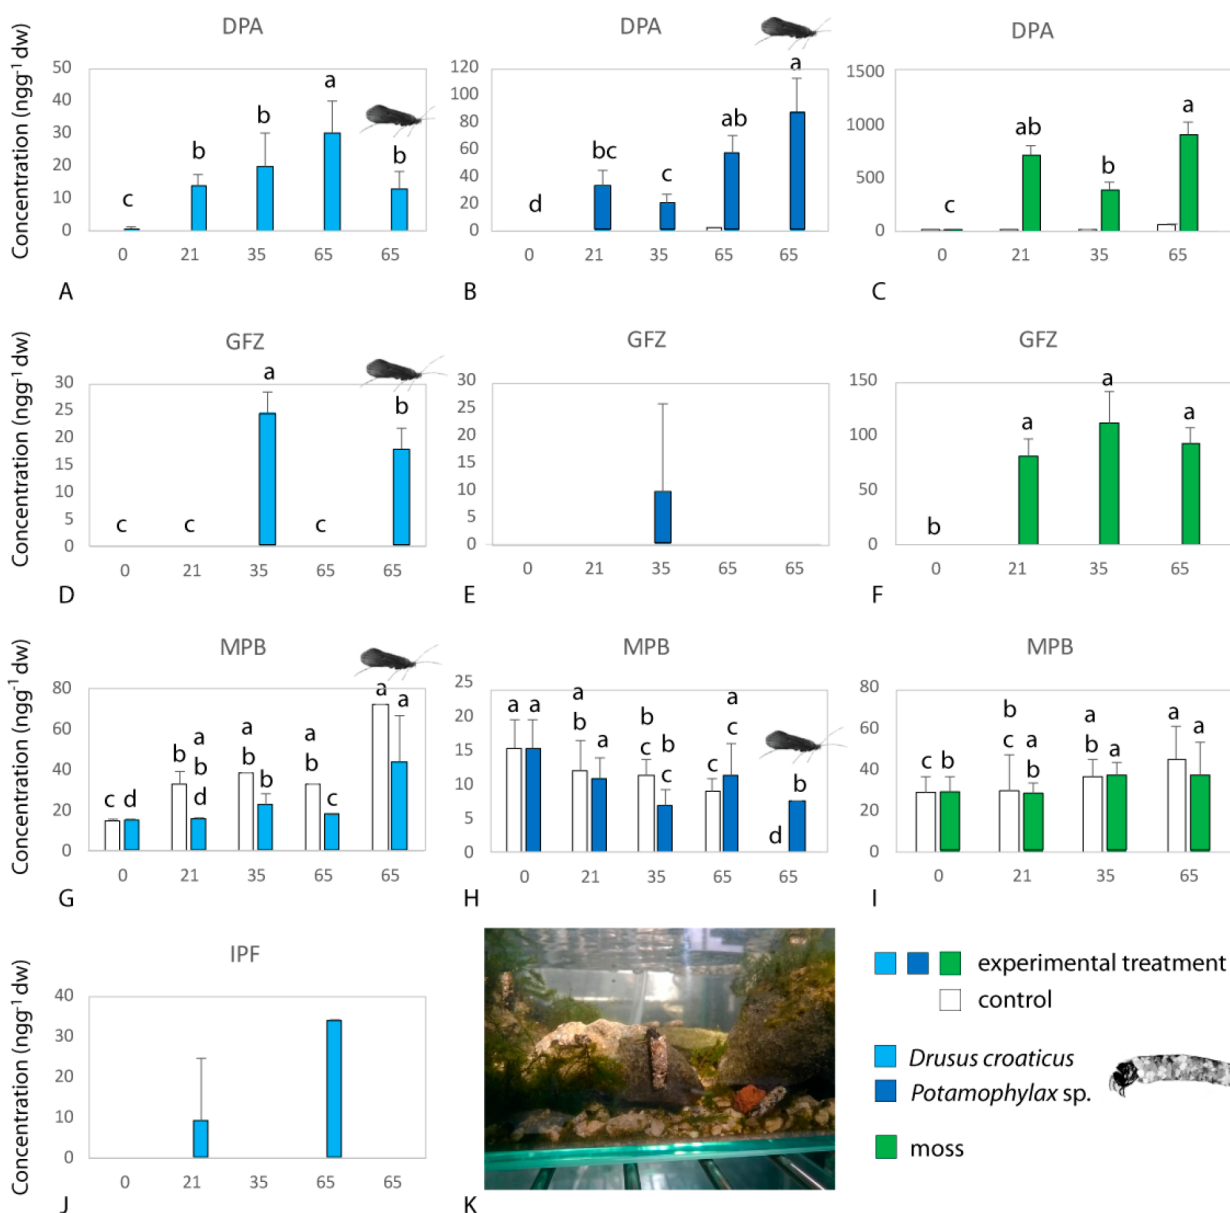 DPA
DPA
DPA
Concentration (ngg⁻¹ dw)
50
40
30
20
10
0
c
b
b
a
b
0 21 35 65 65
A
120
100
80
60
40
20
0
d
bc
c
ab
a
0 21 35 65 65
B
1500
1000
500
0
c
ab
b
a
0 21 35 65
C
GFZ
GFZ
GFZ
Concentration (ngg⁻¹ dw)
30
25
20
15
10
5
0
c
c
a
c
b
0 21 35 65 65
D
30
25
20
15
10
5
0
0 21 35 65 65
E
150
100
50
0
b
a
a
a
0 21 35 65
F
MPB
MPB
MPB
Concentration (ngg⁻¹ dw)
80
60
40
20
0
a a
a a
b b b b
c d d b c
0 21 35 65 65
G
25
20
15
10
5
0
a a a b a
b a c b c
c c b
d
0 21 35 65 65
H
80
60
40
20
0
b a a a
c b c a b a
b
0 21 35 65
I
IPF
Concentration (ngg⁻¹ dw)
40
30
20
10
0
0 21 35 65 65
J
K
experimental treatment
control
Drusus croaticus
Potamophylax sp.
moss